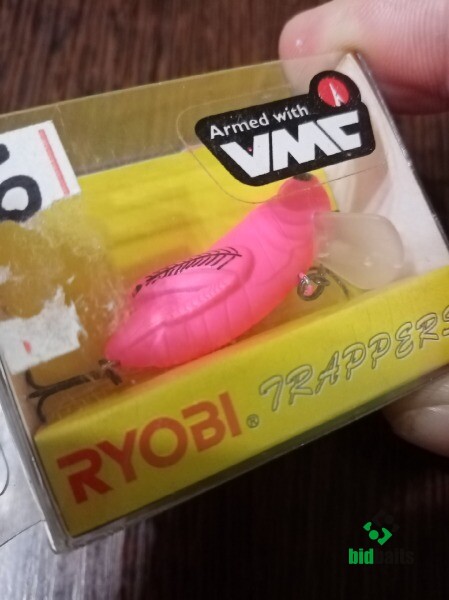 Armed with
VMC
RYOBI® TRAPPERS
bidbaits